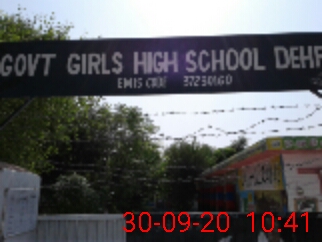 GOVT GIRLS HIGH SCHOOL DEHR
EMIS CODE 37230160
30-09-20 10:41